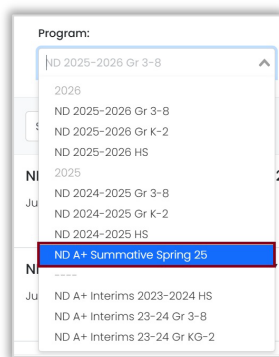 Program:
ND 2025-2026 Gr 3-8
2026
ND 2025-2026 Gr 3-8
ND 2025-2026 Gr K-2
ND 2025-2026 HS
2025
ND 2024-2025 Gr 3-8
ND 2024-2025 Gr K-2
ND 2024-2025 HS
ND A+ Summative Spring 25
----
ND A+ Interims 2023-2024 HS
ND A+ Interims 23-24 Gr 3-8
ND A+ Interims 23-24 Gr KG-2